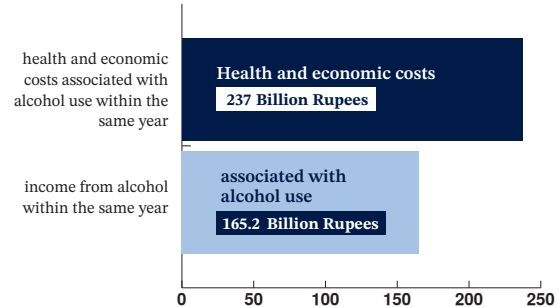 health and economic
costs associated with
alcohol use within the
same year
Health and economic costs
237 Billion Rupees
income from alcohol
within the same year
associated with
alcohol use
165.2 Billion Rupees
0 50 100 150 200 250